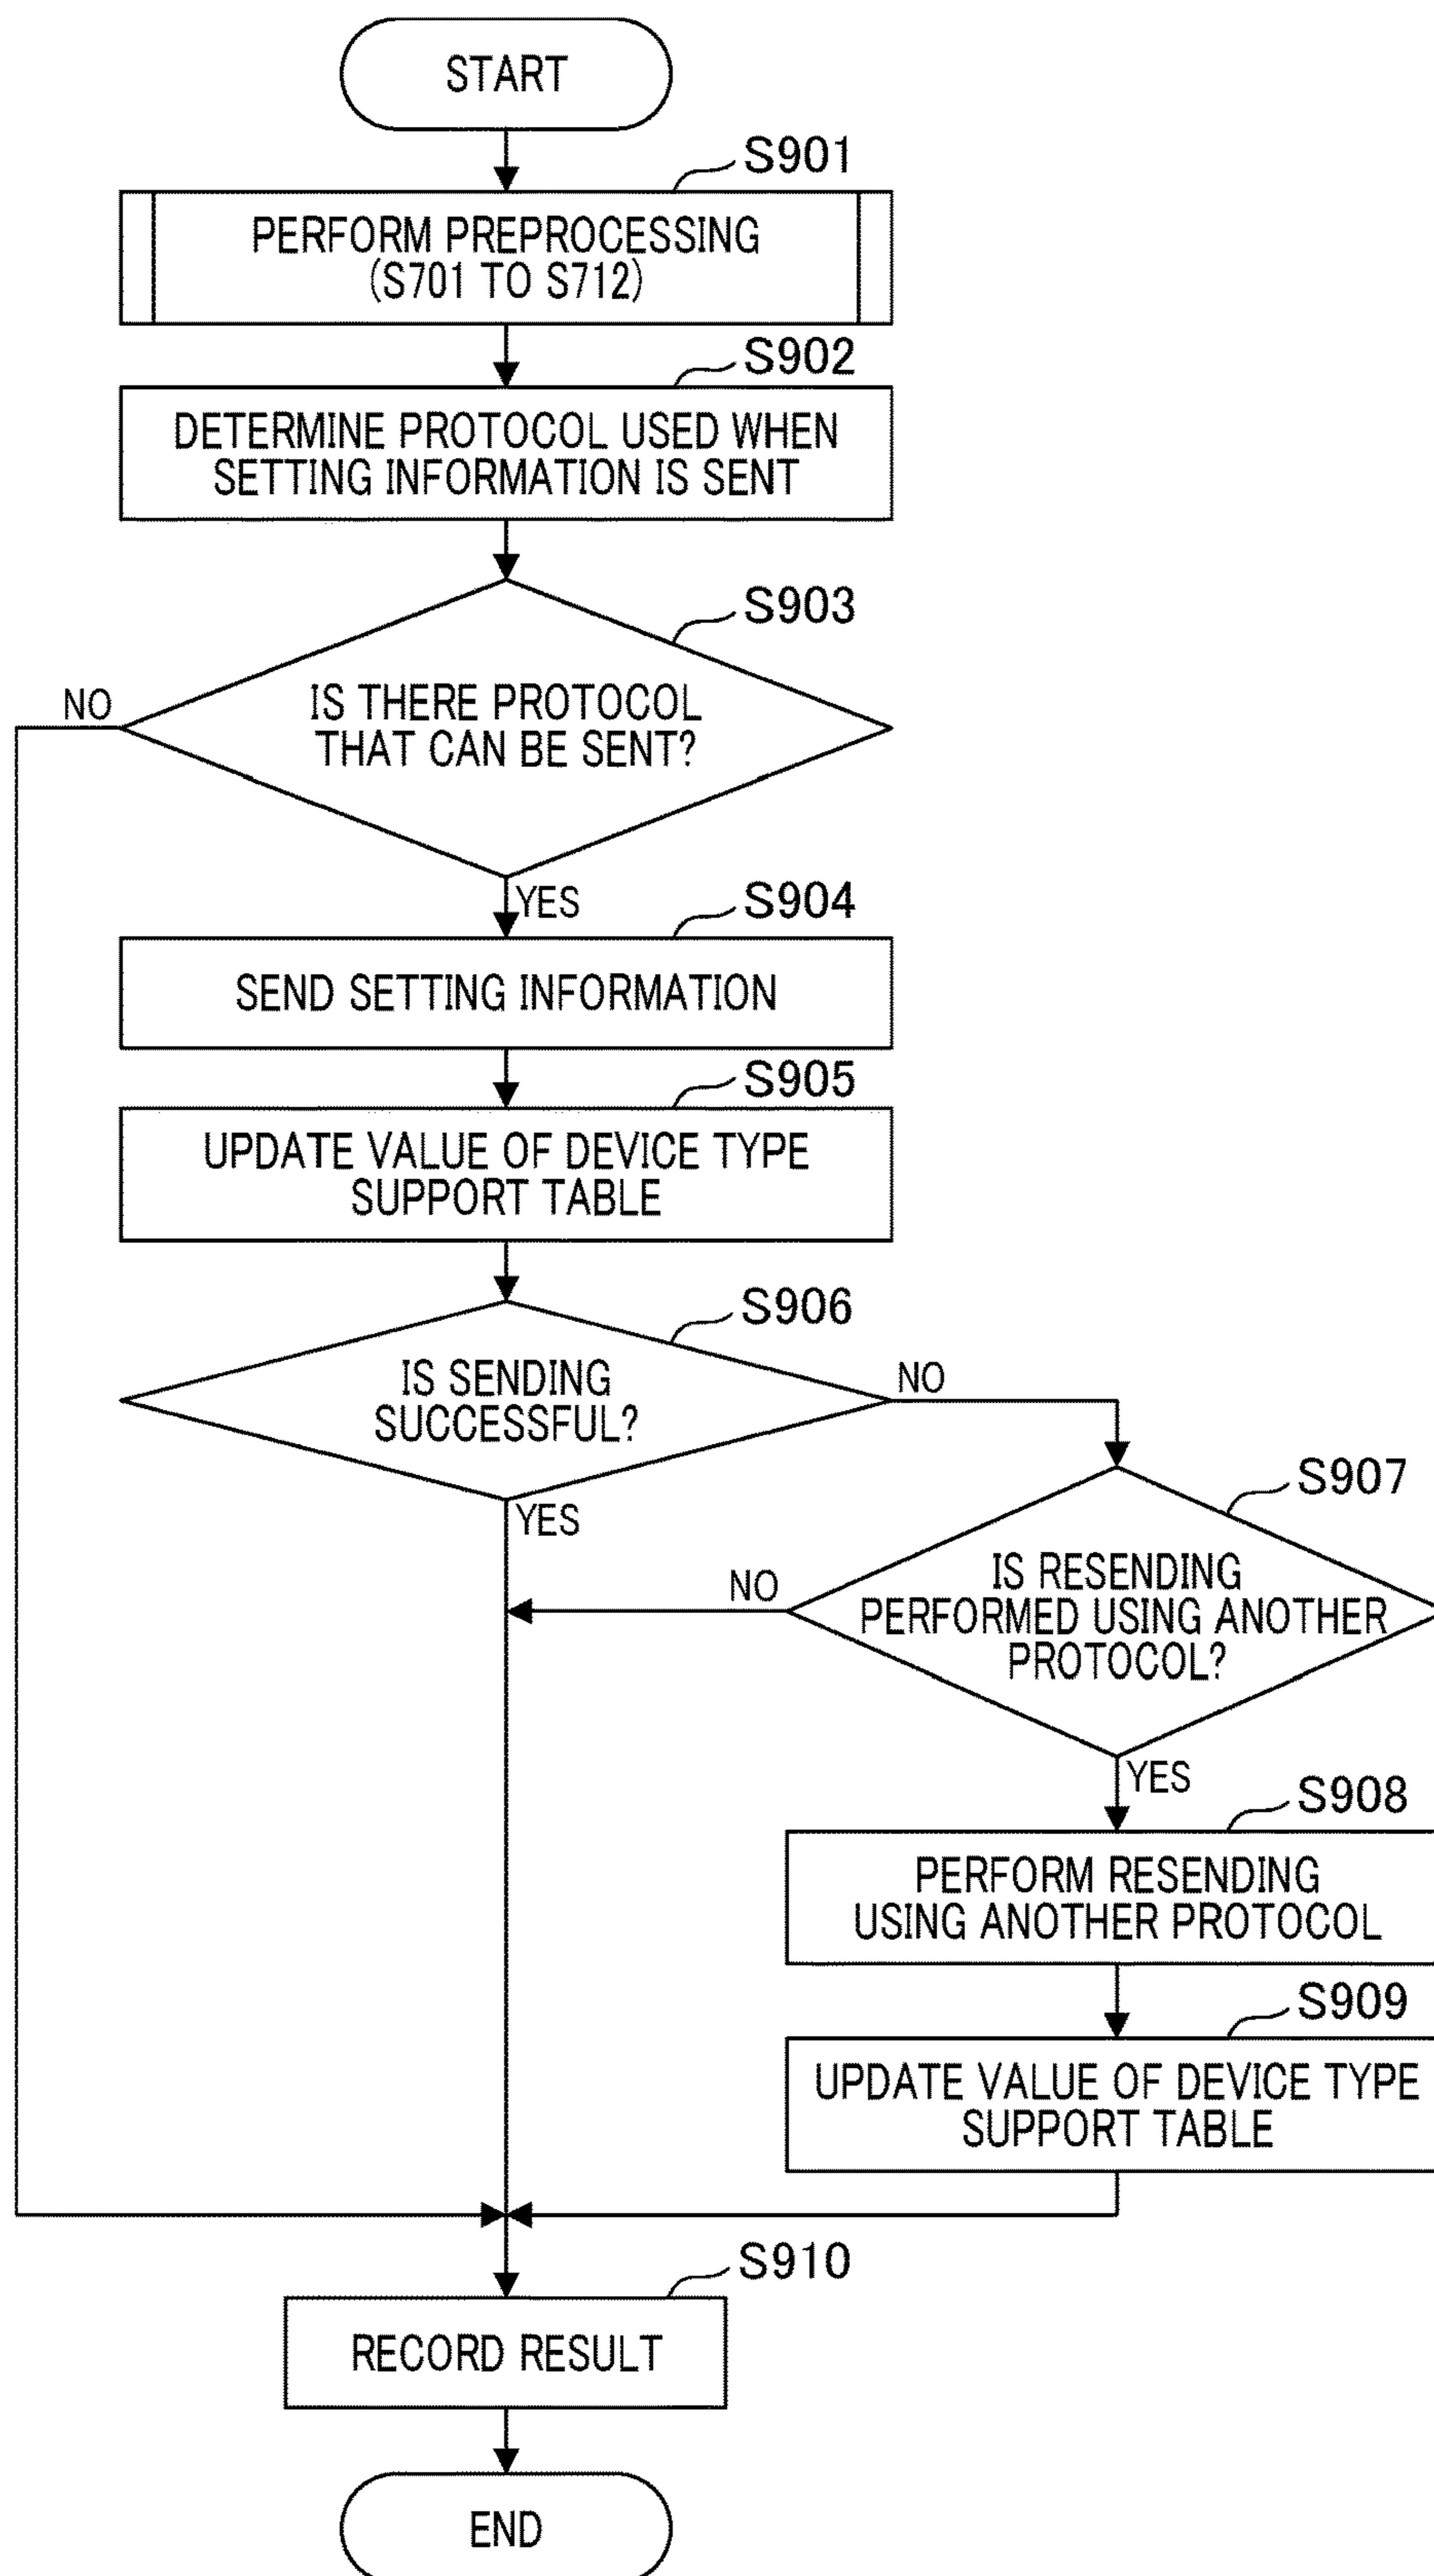 START
S901
PERFORM PREPROCESSING
(S701 TO S712)
S902
DETERMINE PROTOCOL USED WHEN
SETTING INFORMATION IS SENT
S903
NO
IS THERE PROTOCOL
THAT CAN BE SENT?
YES
S904
SEND SETTING INFORMATION
S905
UPDATE VALUE OF DEVICE TYPE
SUPPORT TABLE
S906
IS SENDING
SUCCESSFUL?
NO
YES
S907
NO
IS RESENDING
PERFORMED USING ANOTHER
PROTOCOL?
YES
S908
PERFORM RESENDING
USING ANOTHER PROTOCOL
S909
UPDATE VALUE OF DEVICE TYPE
SUPPORT TABLE
S910
RECORD RESULT
END